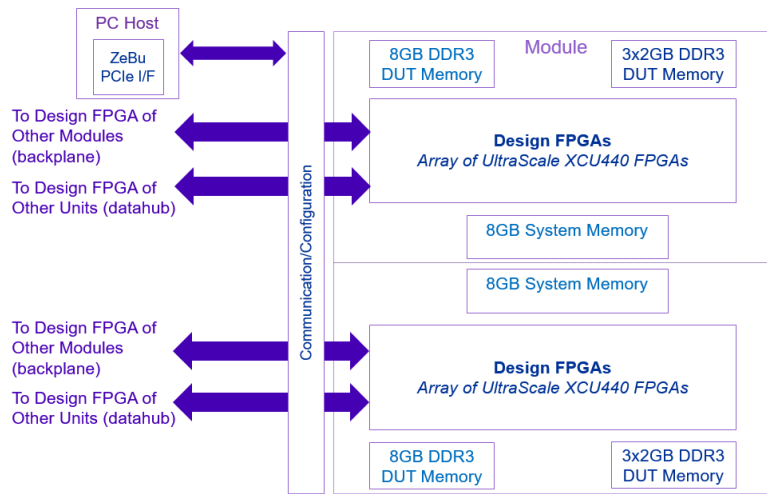 PC Host
ZeBu
PCIe I/F
Module
8GB DDR3
DUT Memory
3x2GB DDR3
DUT Memory
To Design FPGA of
Other Modules
(backplane)
To Design FPGA of
Other Units (datahub)
Communication/Configuration
Design FPGAs
Array of UltraScale XCU440 FPGAs
8GB System Memory
8GB System Memory
To Design FPGA of
Other Modules
(backplane)
To Design FPGA of
Other Units (datahub)
Design FPGAs
Array of UltraScale XCU440 FPGAs
8GB DDR3
DUT Memory
3x2GB DDR3
DUT Memory